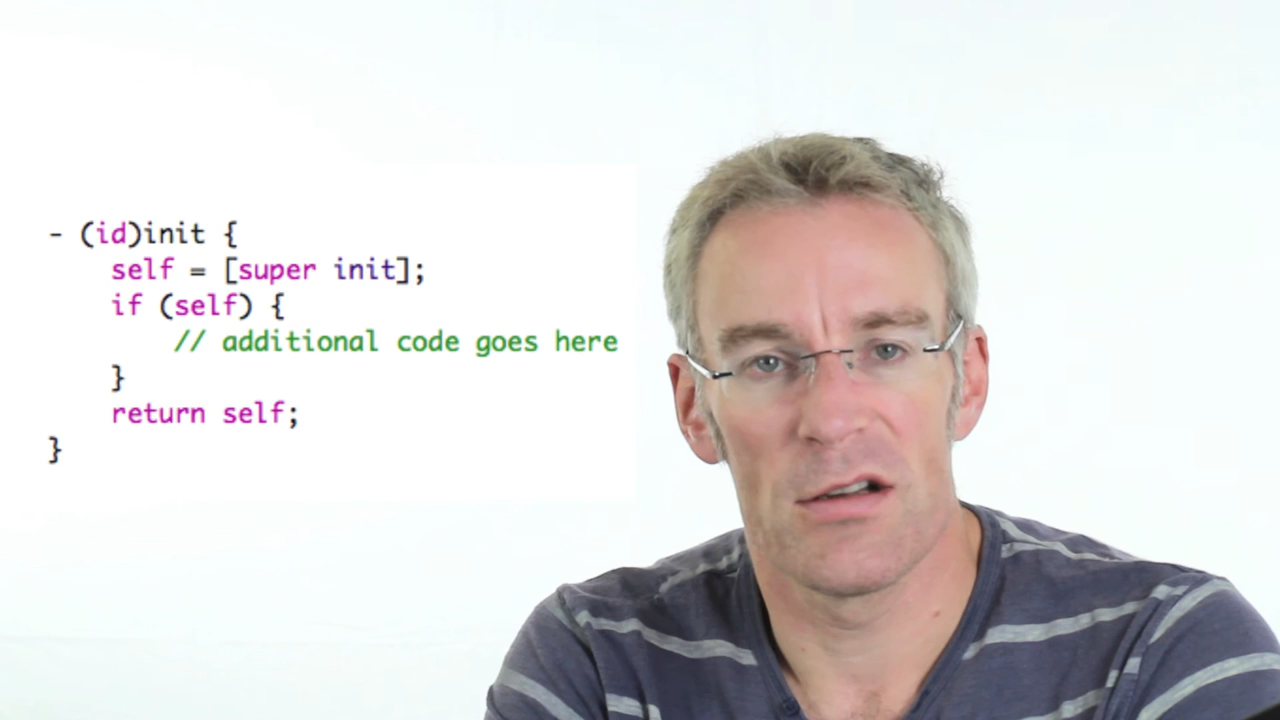 - (id)init {
    self = [super init];
    if (self) {
        // additional code goes here
    }
    return self;
}